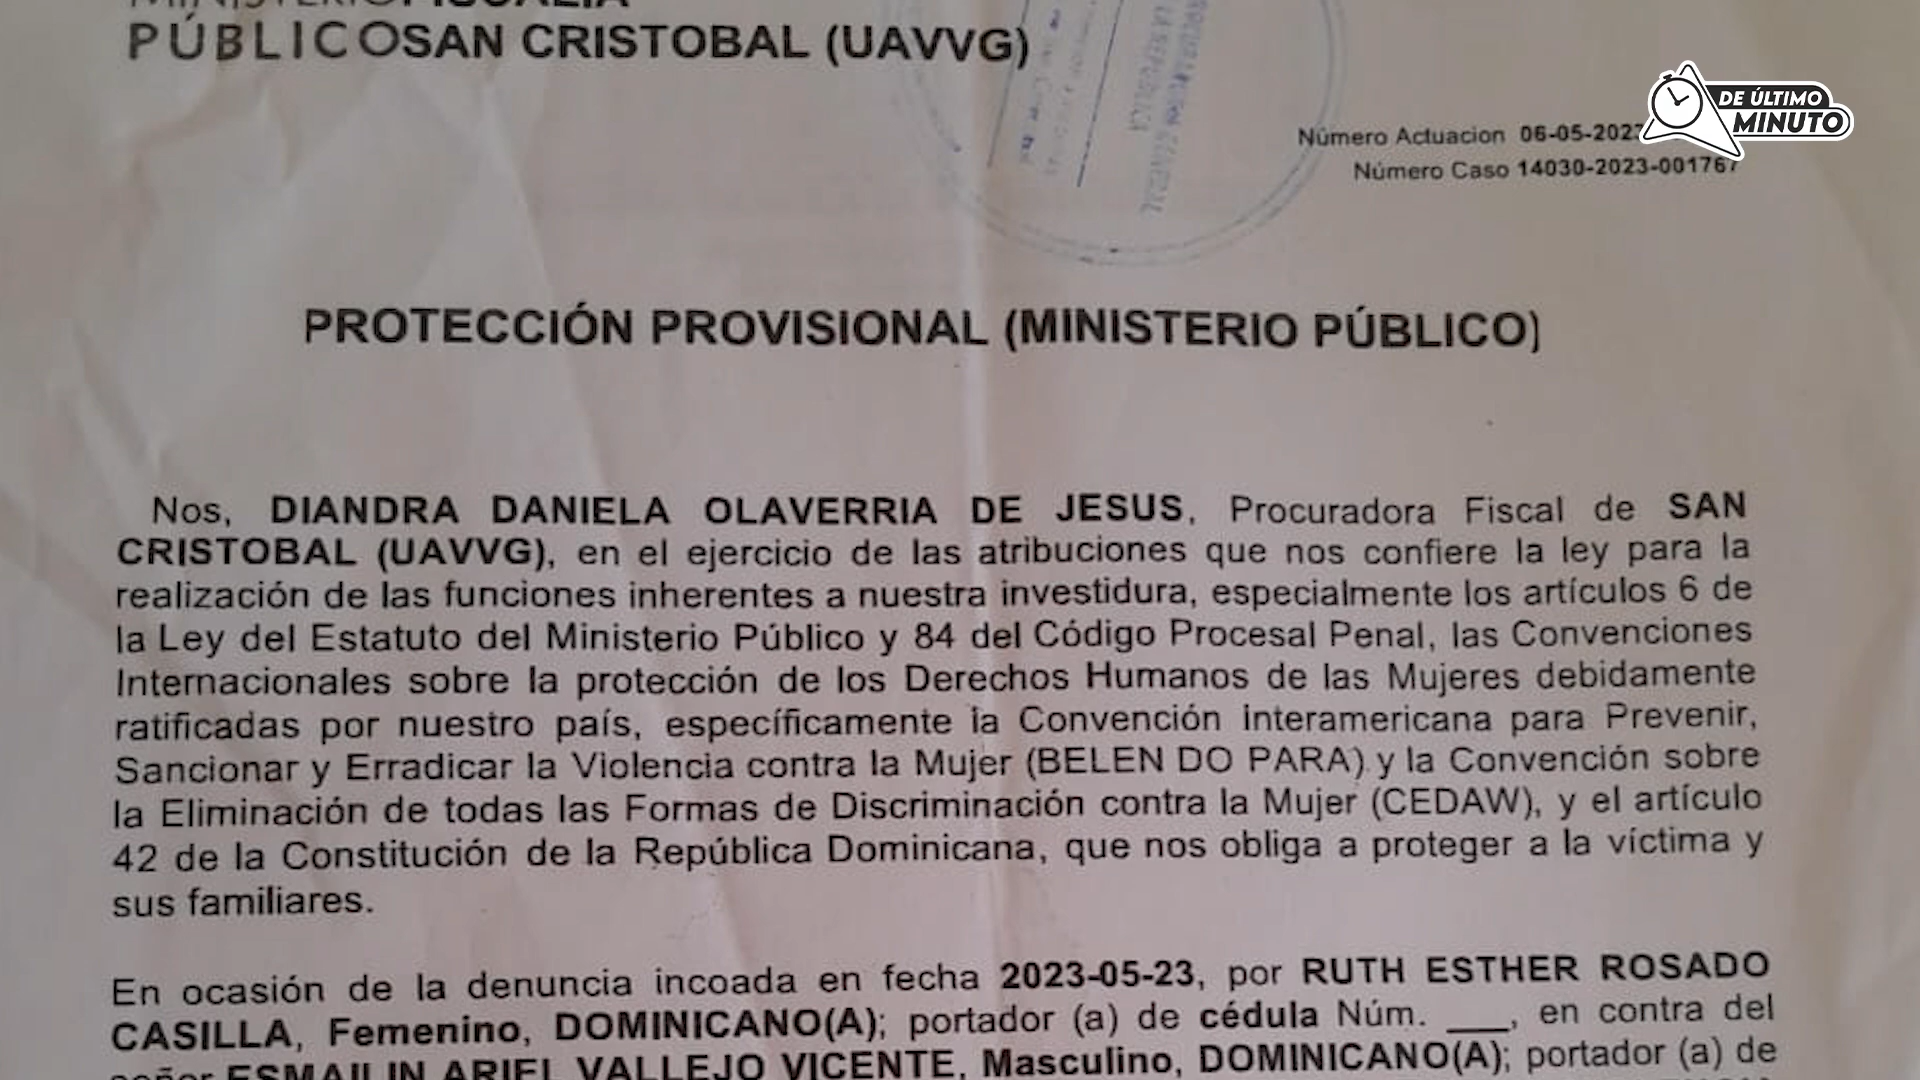 MINISTERIO FISCALIA
PÚBLICO SAN CRISTOBAL (UAVVG)
DE ÚLTIMO
MINUTO
Número Actuacion 06-05-2023
Número Caso 14030-2023-001767
PROTECCIÓN PROVISIONAL (MINISTERIO PÚBLICO)
Nos, DIANDRA DANIELA OLAVERRIA DE JESUS, Procuradora Fiscal de SAN
CRISTOBAL (UAVVG), en el ejercicio de las atribuciones que nos confiere la ley para la
realización de las funciones inherentes a nuestra investidura, especialmente los artículos 6 de
la Ley del Estatuto del Ministerio Público y 84 del Código Procesal Penal, las Convenciones
Internacionales sobre la protección de los Derechos Humanos de las Mujeres debidamente
ratificadas por nuestro país, específicamente la Convención Interamericana para Prevenir,
Sancionar y Erradicar la Violencia contra la Mujer (BELEN DO PARA) y la Convención sobre
la Eliminación de todas las Formas de Discriminación contra la Mujer (CEDAW), y el artículo
42 de la Constitución de la República Dominicana, que nos obliga a proteger a la víctima y
sus familiares.
En ocasión de la denuncia incoada en fecha 2023-05-23, por RUTH ESTHER ROSADO
CASILLA, Femenino, DOMINICANO(A); portador (a) de cédula Núm. ___, en contra del
señor ESMAILIN ARIEL VALLEJO VICENTE, Masculino, DOMINICANO(A); portador (a) de